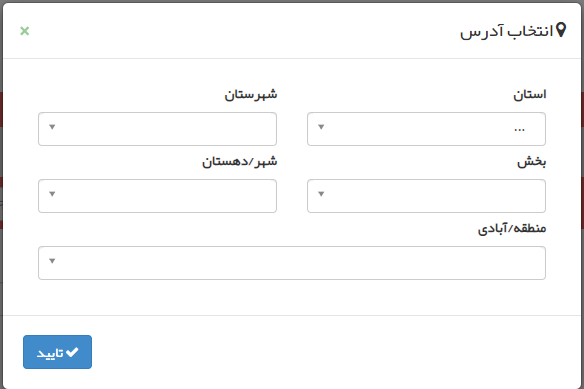 انتخاب آدرس
×
استان
شهرستان
...
بخش
شهر/دهستان
منطقه/آبادی
تایید